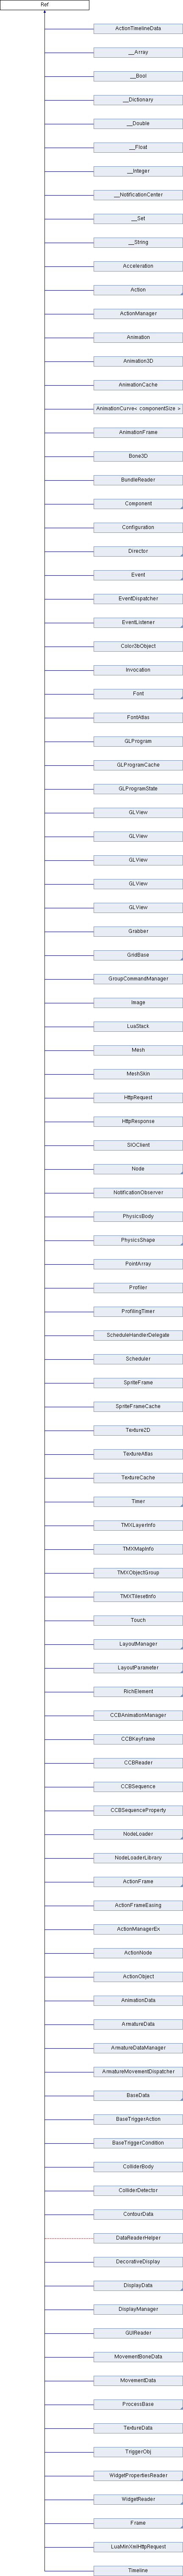 Ref
ActionTimelineData
__Array
__Bool
__Dictionary
__Double
__Float
__Integer
__NotificationCenter
__Set
__String
Acceleration
Action
ActionManager
Animation
Animation3D
AnimationCache
AnimationCurve< componentSize >
AnimationFrame
Bone3D
BundleReader
Component
Configuration
Director
Event
EventDispatcher
EventListener
Color3bObject
Invocation
Font
FontAtlas
GLProgram
GLProgramCache
GLProgramState
GLView
GLView
GLView
GLView
GLView
Grabber
GridBase
GroupCommandManager
Image
LuaStack
Mesh
MeshSkin
HttpRequest
HttpResponse
SIOClient
Node
NotificationObserver
PhysicsBody
PhysicsShape
PointArray
Profiler
ProfilingTimer
ScheduleHandlerDelegate
Scheduler
SpriteFrame
SpriteFrameCache
Texture2D
TextureAtlas
TextureCache
Timer
TMXLayerInfo
TMXMapInfo
TMXObjectGroup
TMXTilesetInfo
Touch
LayoutManager
LayoutParameter
RichElement
CCBAnimationManager
CCBKeyframe
CCBReader
CCBSequence
CCBSequenceProperty
NodeLoader
NodeLoaderLibrary
ActionFrame
ActionFrameEasing
ActionManagerEx
ActionNode
ActionObject
AnimationData
ArmatureData
ArmatureDataManager
ArmatureMovementDispatcher
BaseData
BaseTriggerAction
BaseTriggerCondition
ColliderBody
ColliderDetector
ContourData
DataReaderHelper
DecorativeDisplay
DisplayData
DisplayManager
GUIReader
MovementBoneData
MovementData
ProcessBase
TextureData
TriggerObj
WidgetPropertiesReader
WidgetReader
Frame
LuaMinXmlHttpRequest
Timeline